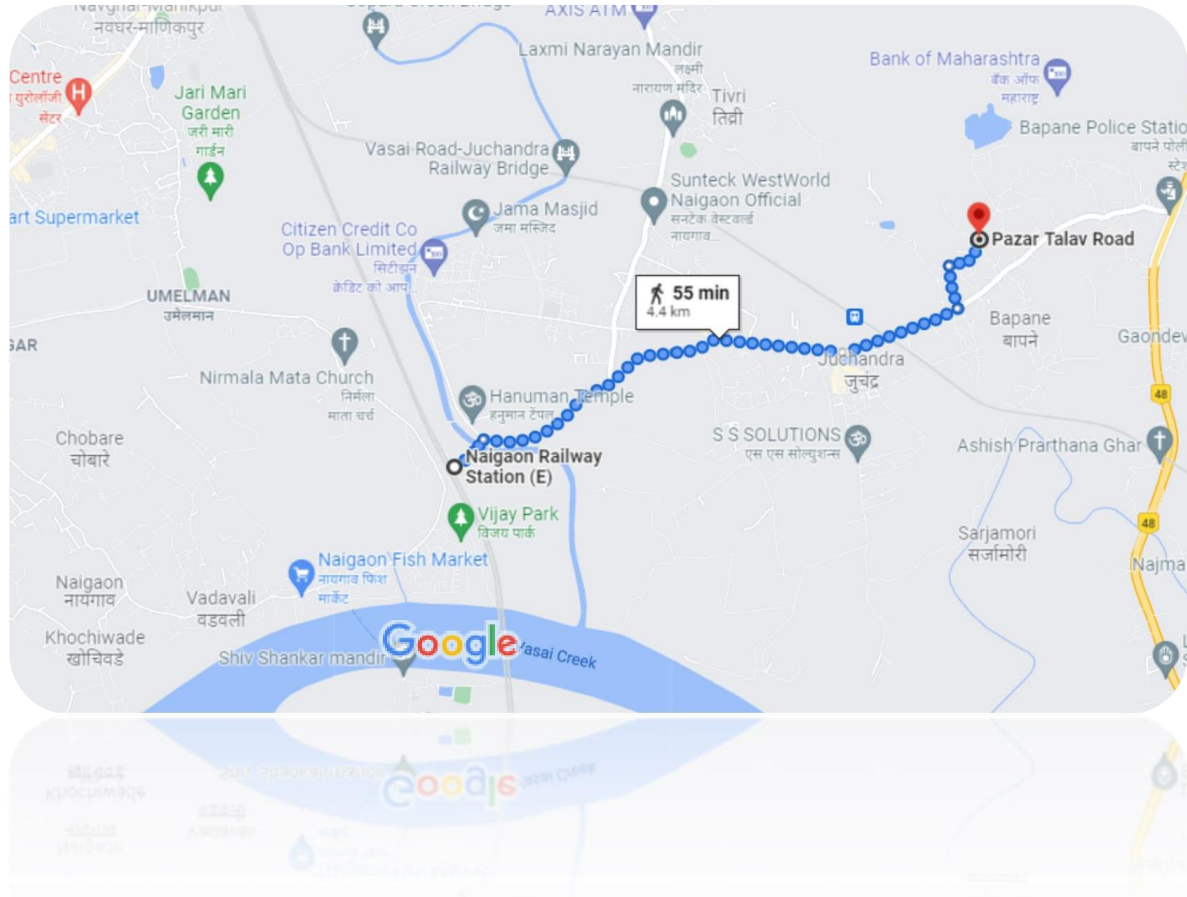 नवघर-माणिकपुर
AXIS ATM
Laxmi Narayan Mandir
लक्ष्मी
नारायण मंदिर
Bank of Maharashtra
बँक ऑफ
महाराष्ट्र
Centre
युरोलॉजी
सेंटर
Jari Mari
Garden
जरी मारी
गार्डन
Tivri
तिव्री
Bapane Police Statio
बापने पोली
Vasai Road-Juchandra
Railway Bridge
Sunteck WestWorld
Naigaon Official
सनटेक वेस्टवर्ल्ड
नायगाव...
art Supermarket
Jama Masjid
जमा मस्जिद
Citizen Credit Co
Op Bank Limited
सिटीझन
क्रेडिट को आप...
Pazar Talav Road
UMELMAN
उमेलमान
55 min
4.4 km
Bapane
बापने
GAR
Gaondev
Juchandra
जुचंद्र
Nirmala Mata Church
निर्मला
माता चर्च
Hanuman Temple
हनुमान टेंपल
48
Chobare
चोबारे
S S SOLUTIONS
एस एस सोल्युशन्स
Ashish Prarthana Ghar
Naigaon Railway
Station (E)
Vijay Park
विजय पार्क
48
Sarjamori
सर्जामोरी
Naigaon Fish Market
नायगाव फिश
मार्केट
Najma
Naigaon
नायगाव
Vadavali
वडवली
Khochiwade
खोचिवडे
Google
Vasai Creek
Shiv Shankar mandir